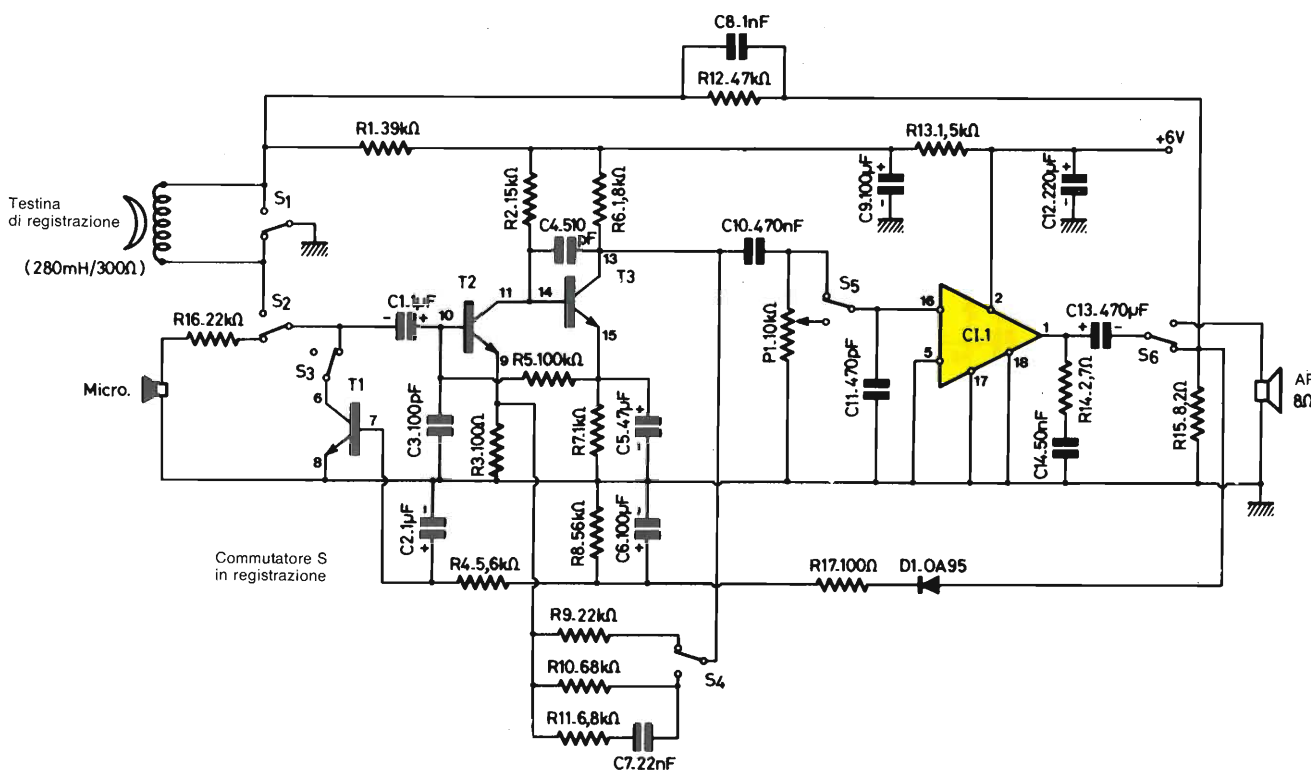 C8.1nF
R12.47kΩ
R1.39kΩ
R13.1,5kΩ
+6V
Testina
di registrazione
(280mH/300Ω)
S1
R2.15kΩ
R6.1,8kΩ
C9.100µF
+
-
C12.220µF
+
-
C4.510
pF
13
C10.470nF
S2
R16.22kΩ
C1.1µF
-
+
10
T2
11
14
T3
15
9
S5
P1.10kΩ
16
2
CI.1
1
5
17
18
C13.470µF
+
-
S6
Micro.
S3
6
T1
7
8
R5.100kΩ
C3.100pF
R3.100Ω
R7.1kΩ
C5.47µF
+
-
C11.470pF
R14.2,7Ω
C14.50nF
R15.8,2Ω
8Ω
C2.1µF
-
+
R8.56kΩ
C6.100µF
-
+
Commutatore S
in registrazione
R4.5,6kΩ
R17.100Ω
D1.OA95
R9.22kΩ
R10.68kΩ
S4
R11.6,8kΩ
C7.22nF